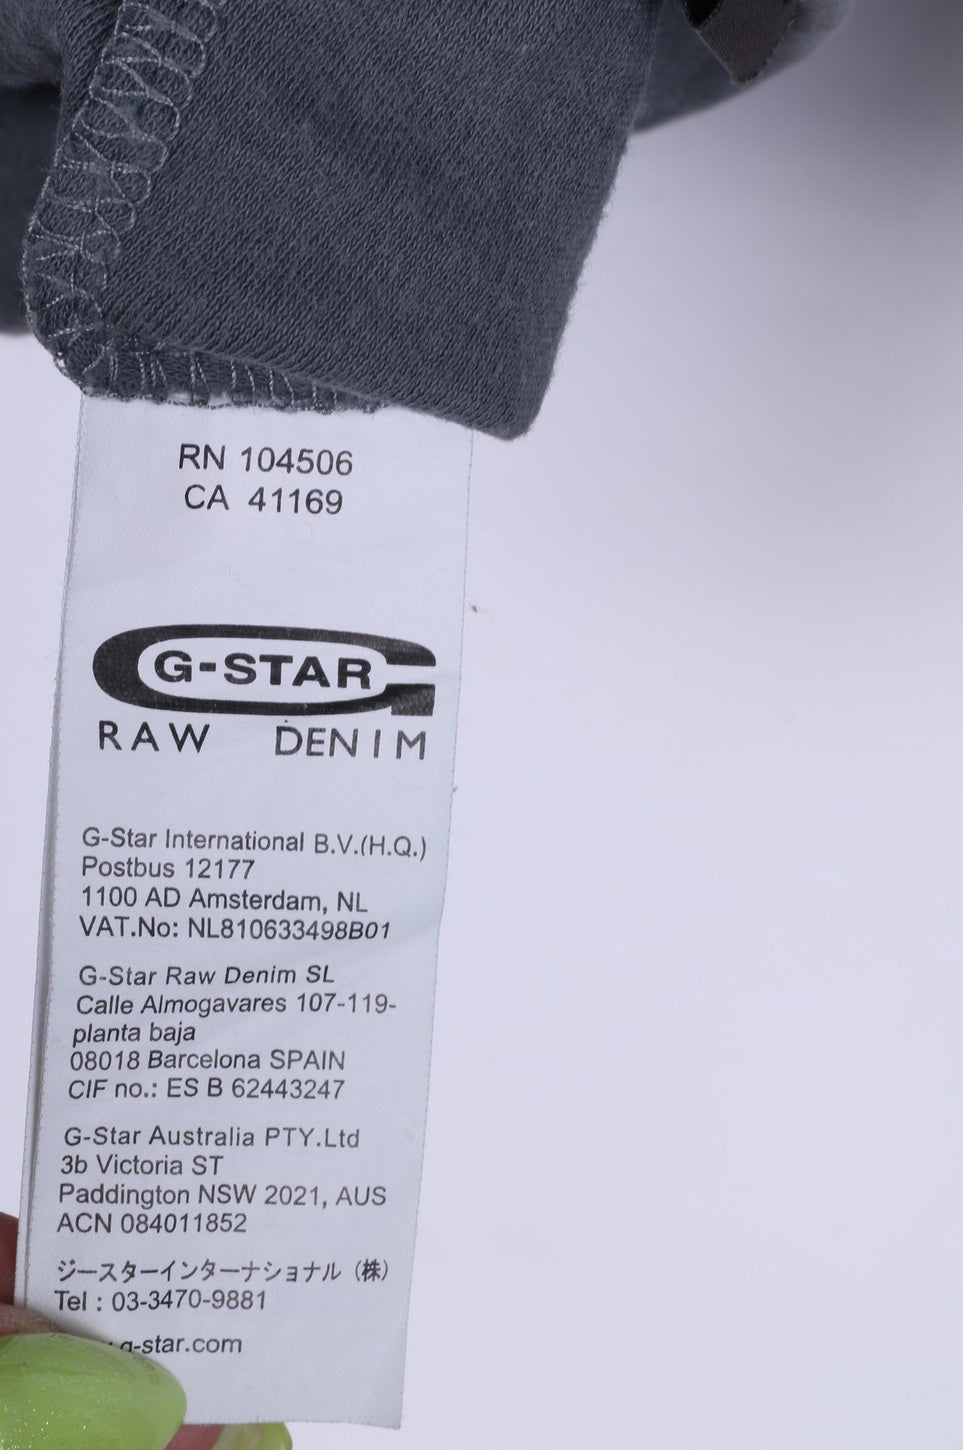 RN 104506
CA 41169
G-STAR
RAW DENIM
G-Star International B.V.(H.Q.)
Postbus 12177
1100 AD Amsterdam, NL
VAT.No: NL810633498B01
G-Star Raw Denim SL
Calle Almogavares 107-119-
planta baja
08018 Barcelona SPAIN
CIF no.: ES B 62443247
G-Star Australia PTY.Ltd
3b Victoria ST
Paddington NSW 2021, AUS
ACN 084011852
ジースターインターナショナル（株）
Tel : 03-3470-9881
g-star.com